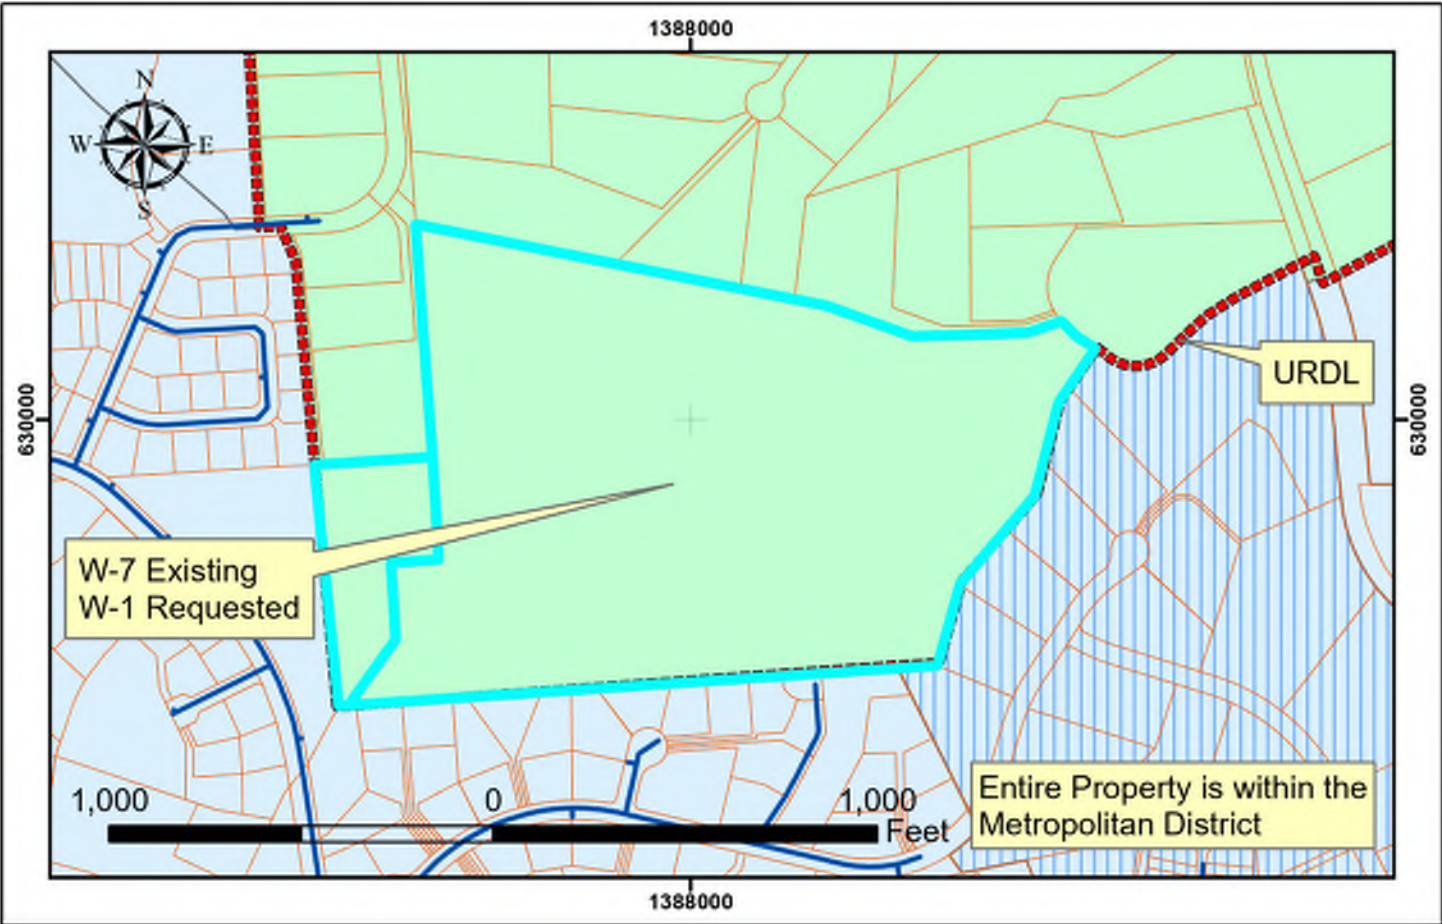 1388000
N
W E
S
630000
630000
URDL
W-7 Existing
W-1 Requested
Entire Property is within the
Metropolitan District
1,000 0 1,000
Feet
1388000